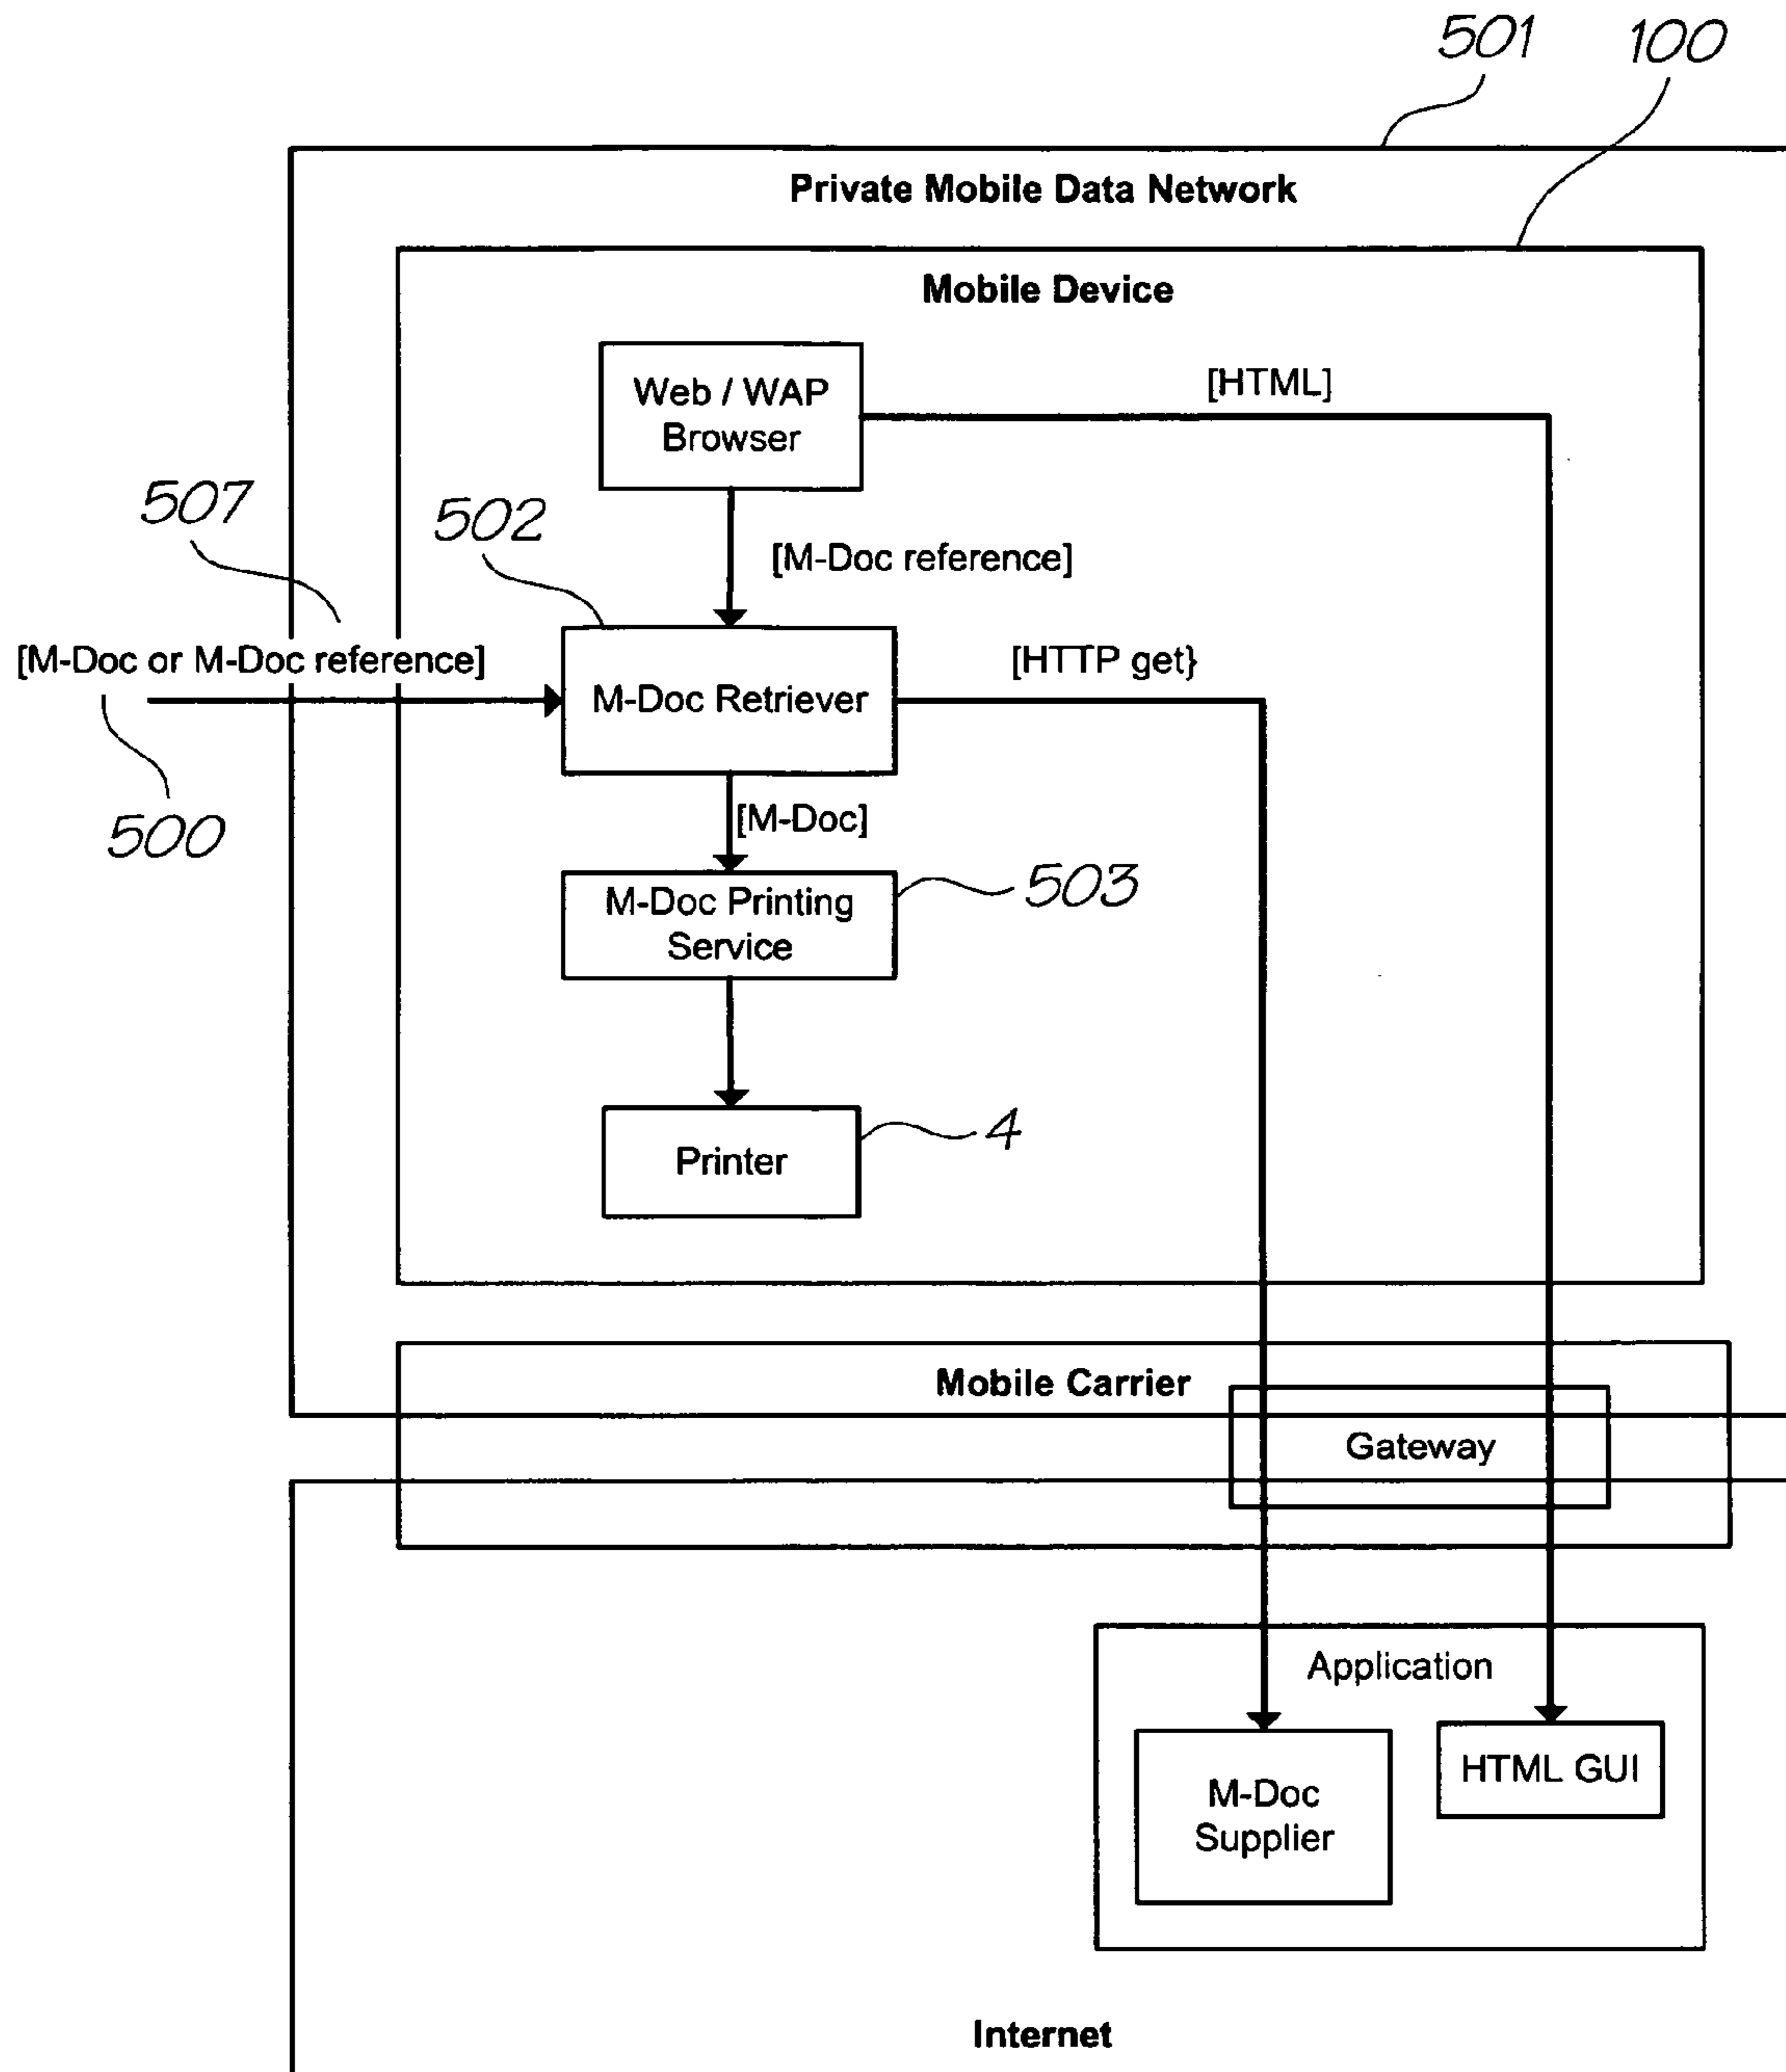 501
100
Private Mobile Data Network
Mobile Device
Web / WAP
Browser
[HTML]
507
502
[M-Doc reference]
[M-Doc or M-Doc reference]
[HTTP get}
M-Doc Retriever
500
[M-Doc]
503
M-Doc Printing
Service
4
Printer
Mobile Carrier
Gateway
Application
M-Doc
Supplier
HTML GUI
Internet